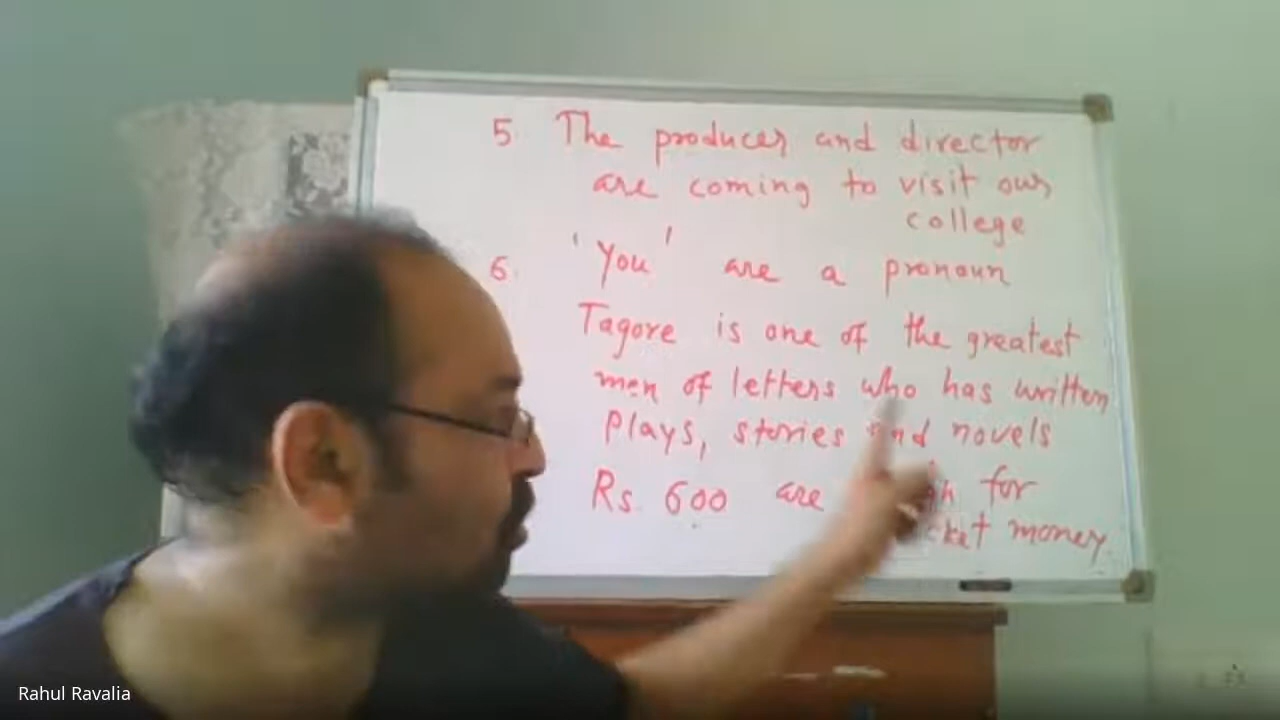 5. The producer and director
are coming to visit our
college
6. 'You' are a pronoun
Tagore is one of the greatest
men of letters who has written
Plays, stories and novels
Rs. 600 are for
money
Rahul Ravalia